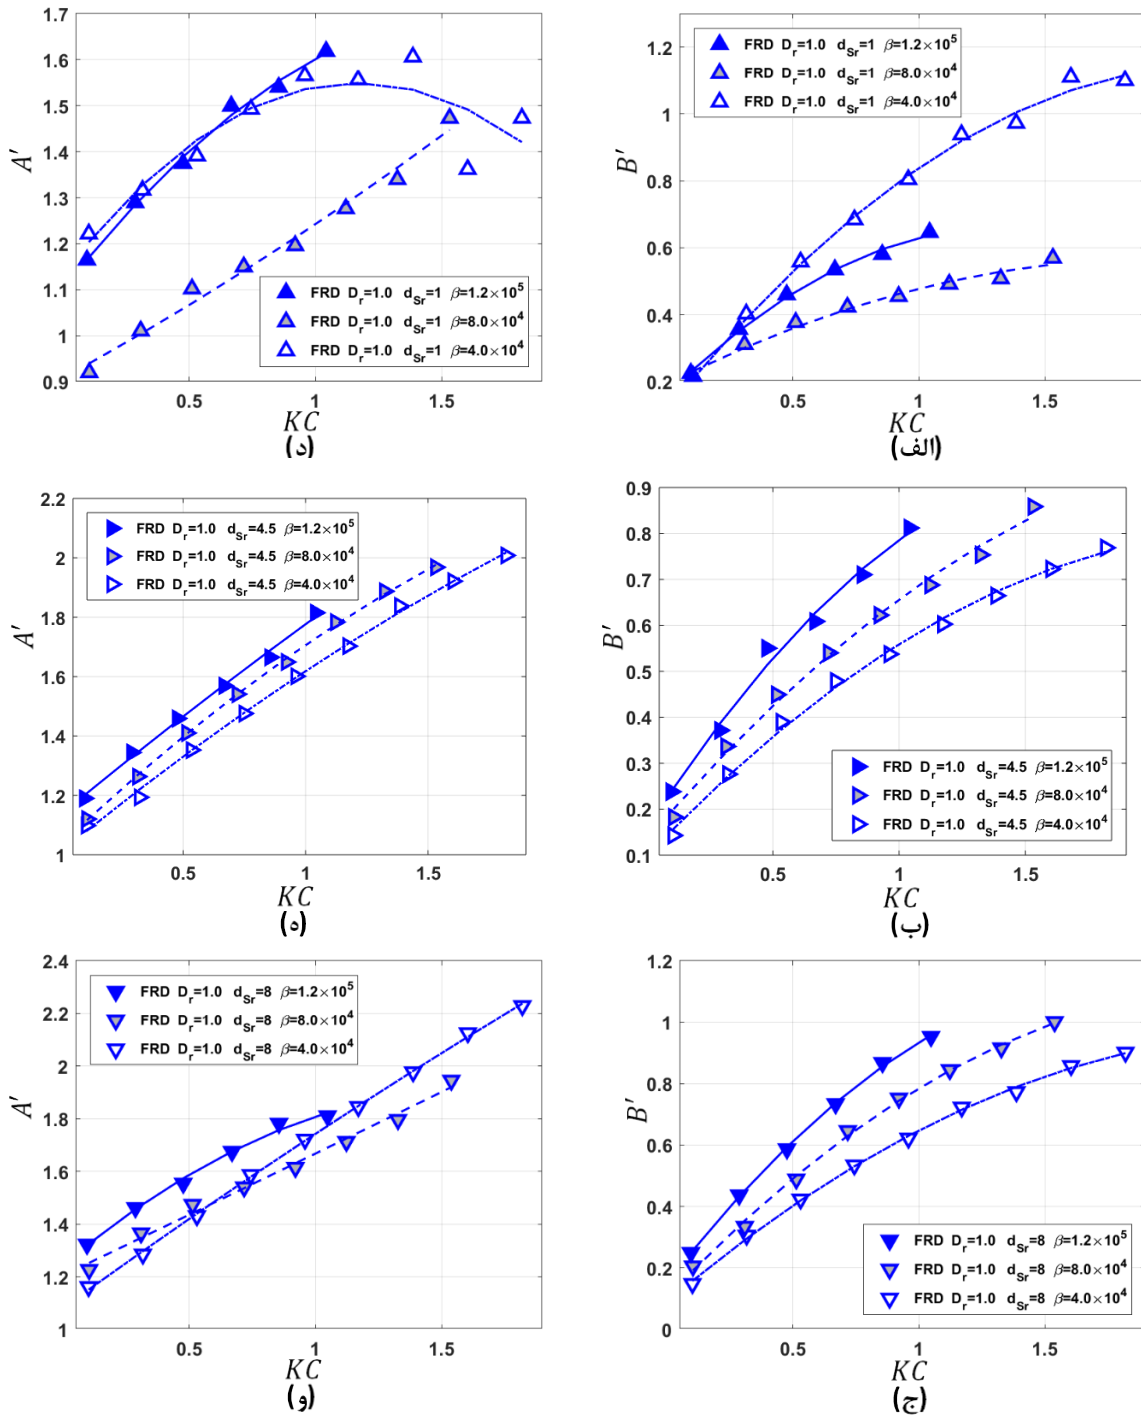 1.7
1.6
1.5
1.4
1.3
1.2
1.1
1
0.9
A′
FRD D_r=1.0 d_Sr=1 β=1.2×10^5
FRD D_r=1.0 d_Sr=1 β=8.0×10^4
FRD D_r=1.0 d_Sr=1 β=4.0×10^4
0.5 1 1.5
KC
(د)
1.2
1
0.8
0.6
0.4
0.2
B′
FRD D_r=1.0 d_Sr=1 β=1.2×10^5
FRD D_r=1.0 d_Sr=1 β=8.0×10^4
FRD D_r=1.0 d_Sr=1 β=4.0×10^4
0.5 1 1.5
KC
(الف)
2.2
2
1.8
1.6
1.4
1.2
1
A′
FRD D_r=1.0 d_Sr=4.5 β=1.2×10^5
FRD D_r=1.0 d_Sr=4.5 β=8.0×10^4
FRD D_r=1.0 d_Sr=4.5 β=4.0×10^4
0.5 1 1.5
KC
(ه)
0.9
0.8
0.7
0.6
0.5
0.4
0.3
0.2
0.1
B′
FRD D_r=1.0 d_Sr=4.5 β=1.2×10^5
FRD D_r=1.0 d_Sr=4.5 β=8.0×10^4
FRD D_r=1.0 d_Sr=4.5 β=4.0×10^4
0.5 1 1.5
KC
(ب)
2.4
2.2
2
1.8
1.6
1.4
1.2
1
A′
FRD D_r=1.0 d_Sr=8 β=1.2×10^5
FRD D_r=1.0 d_Sr=8 β=8.0×10^4
FRD D_r=1.0 d_Sr=8 β=4.0×10^4
0.5 1 1.5
KC
(و)
1.2
1
0.8
0.6
0.4
0.2
0
B′
FRD D_r=1.0 d_Sr=8 β=1.2×10^5
FRD D_r=1.0 d_Sr=8 β=8.0×10^4
FRD D_r=1.0 d_Sr=8 β=4.0×10^4
0.5 1 1.5
KC
(ج)